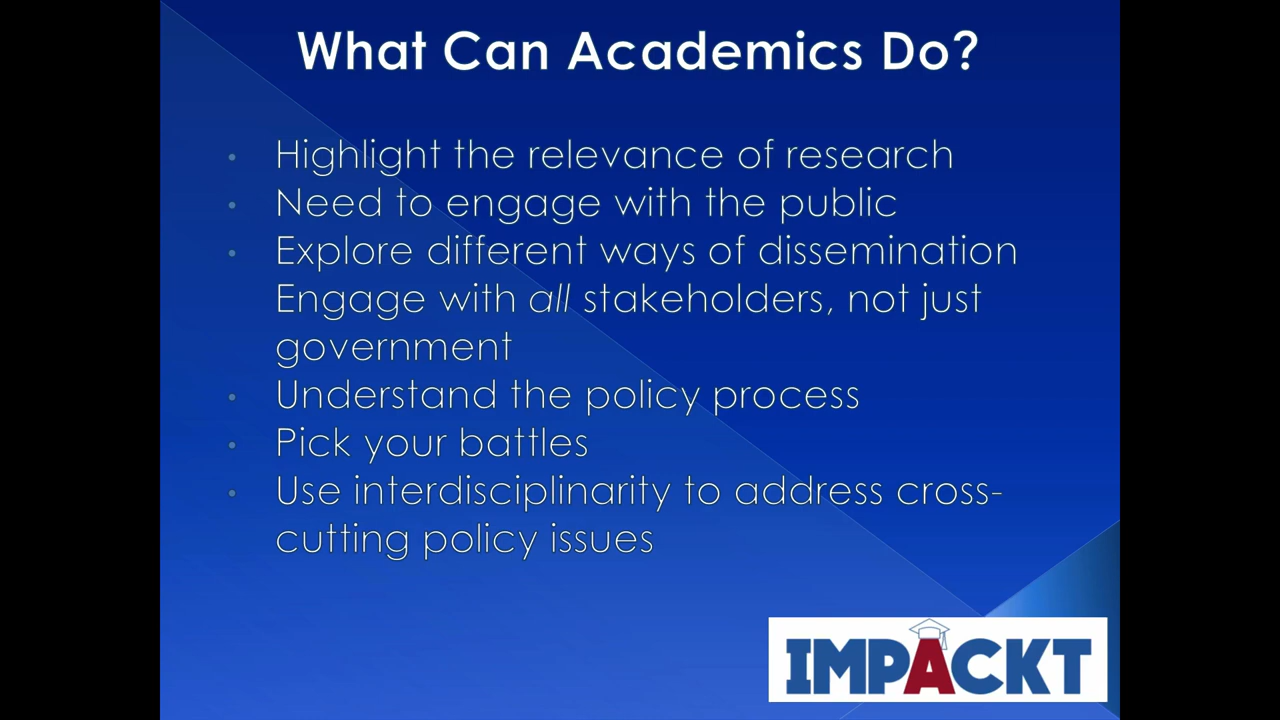 What Can Academics Do?
• Highlight the relevance of research
• Need to engage with the public
• Explore different ways of dissemination
Engage with all stakeholders, not just
government
• Understand the policy process
• Pick your battles
• Use interdisciplinarity to address cross-
cutting policy issues
IMPACKT